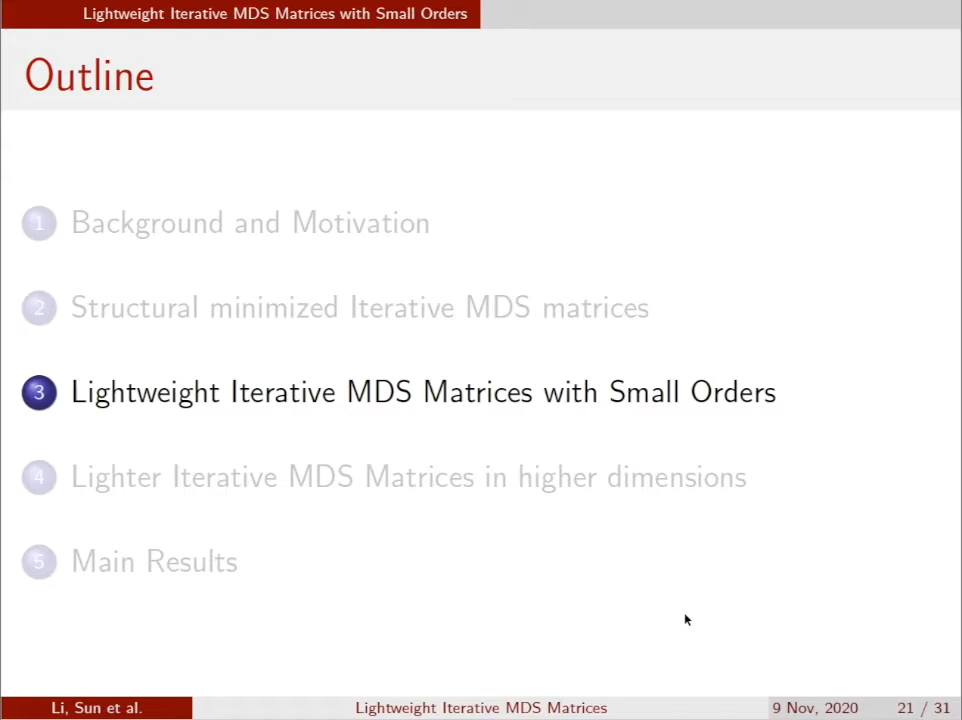 Lightweight Iterative MDS Matrices with Small Orders
Outline
1 Background and Motivation
2 Structural minimized Iterative MDS matrices
3 Lightweight Iterative MDS Matrices with Small Orders
4 Lighter Iterative MDS Matrices in higher dimensions
5 Main Results
Li, Sun et al. Lightweight Iterative MDS Matrices 9 Nov, 2020 21 / 31